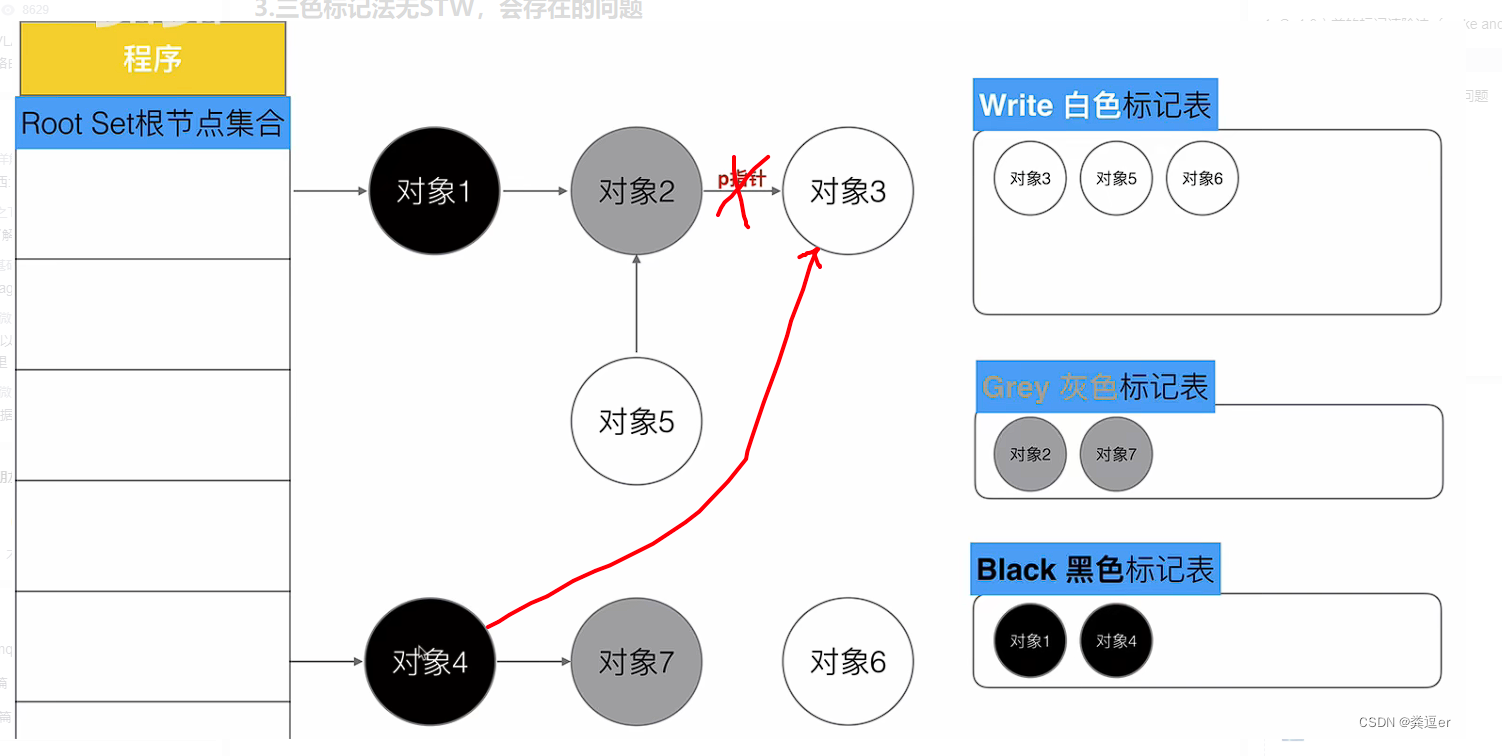 8629
3.三色标记法无STW，会存在的问题
程序
Root Set根节点集合
对象1
对象2
p指针
对象3
对象5
对象4
对象7
对象6
Write 白色标记表
对象3
对象5
对象6
Grey 灰色标记表
对象2
对象7
Black 黑色标记表
对象1
对象4
问题
CSDN @粪逗er